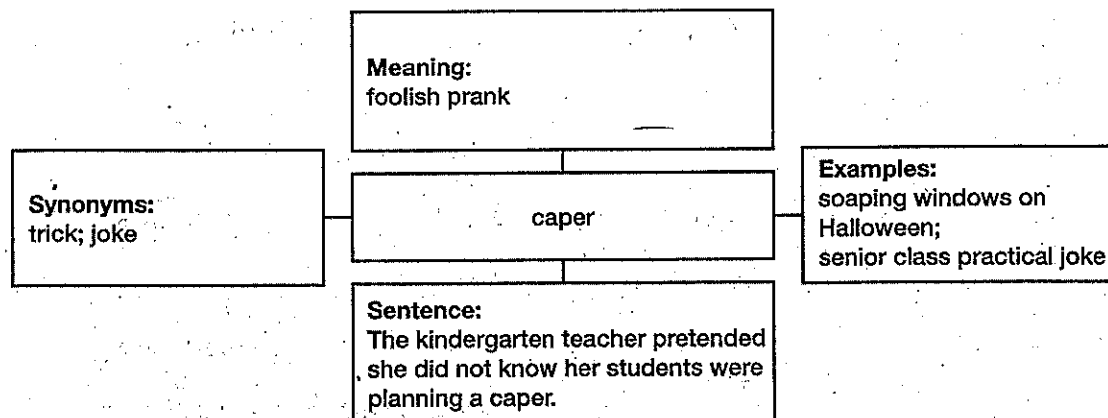 Meaning:
foolish prank
Synonyms:
trick; joke
caper
Examples:
soaping windows on
Halloween;
senior class practical joke
Sentence:
The kindergarten teacher pretended
she did not know her students were
planning a caper.